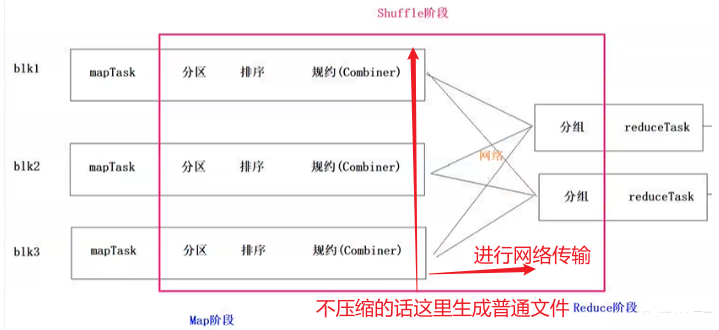 Shuffle阶段
blk1
mapTask 分区 排序 规约(Combiner)
分组 reduceTask
网络
blk2
mapTask 分区 排序 规约(Combiner)
分组 reduceTask
blk3
mapTask 分区 排序 规约(Combiner)
进行网络传输
不压缩的话这里生成普通文件
Reduce阶段
Map阶段